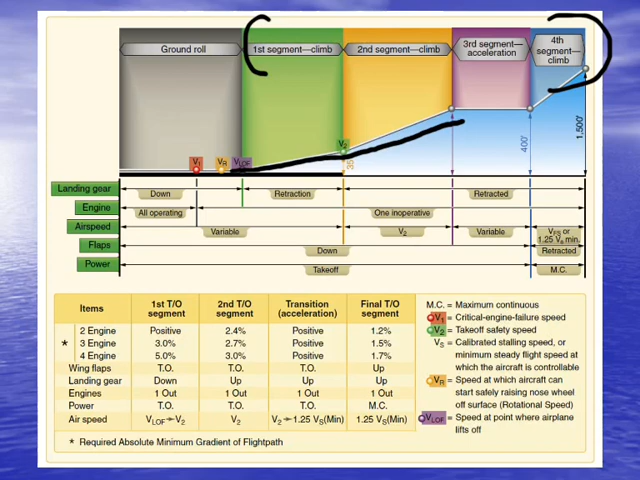 Ground roll
1st segment—climb
2nd segment—climb
3rd segment—
acceleration
4th
segment—
climb
V1
VR
VLOF
V2
35'
400'
1,500'
Landing gear
Down
Retraction
Retracted
Engine
All operating
One inoperative
Airspeed
Variable
V2
Variable
VFS or
1.25 Vs min.
Flaps
Down
Retracted
Power
Takeoff
M.C.
Items
1st T/O
segment
2nd T/O
segment
Transition
(acceleration)
Final T/O
segment
2 Engine Positive 2.4% Positive 1.2%
* 3 Engine 3.0% 2.7% Positive 1.5%
4 Engine 5.0% 3.0% Positive 1.7%
Wing flaps T.O. T.O. T.O. Up
Landing gear Down Up Up Up
Engines 1 Out 1 Out 1 Out 1 Out
Power T.O. T.O. T.O. M.C.
Air speed VLOF➛V2 V2 V2➛1.25 VS(Min) 1.25 VS(Min)
* Required Absolute Minimum Gradient of Flightpath
M.C. = Maximum continuous
V1 = Critical-engine-failure speed
V2 = Takeoff safety speed
VS = Calibrated stalling speed, or
minimum steady flight speed at
which the aircraft is controllable
VR = Speed at which aircraft can
start safely raising nose wheel
off surface (Rotational Speed)
VLOF = Speed at point where airplane
lifts off